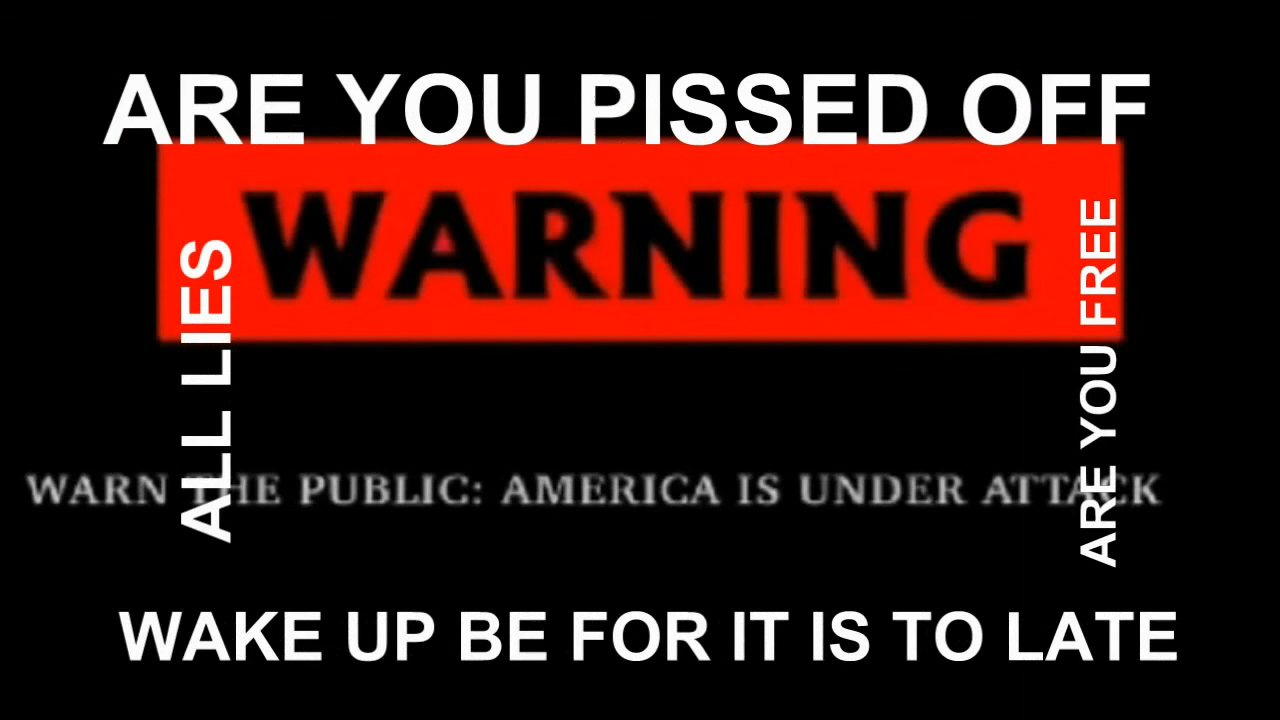 ARE YOU PISSED OFF
WARNING
ALL LIES
ARE YOU FREE
WARN THE PUBLIC: AMERICA IS UNDER ATTACK
WAKE UP BE FOR IT IS TO LATE